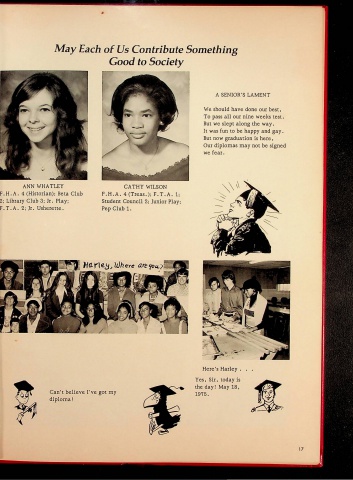 May Each of Us Contribute Something
Good to Society
ANN WHATLEY
F.H.A. 4 (Historian); Beta Club
2; Library Club 3; Jr. Play;
F.T.A. 2; Jr. Usherette.
CATHY WILSON
F.H.A. 4 (Treas.); F.T.A. 1;
Student Council 3; Junior Play;
Pep Club 1.
A SENIOR'S LAMENT
We should have done our best,
To pass all our nine weeks test.
But we slept along the way.
It was fun to be happy and gay.
But now graduation is here,
Our diplomas may not be signed
we fear.
Harley, Where are you?
Here's Harley . . .
Yes, Sir, today is
the day! May 18,
1975.
Can't believe I've got my
diploma!
17